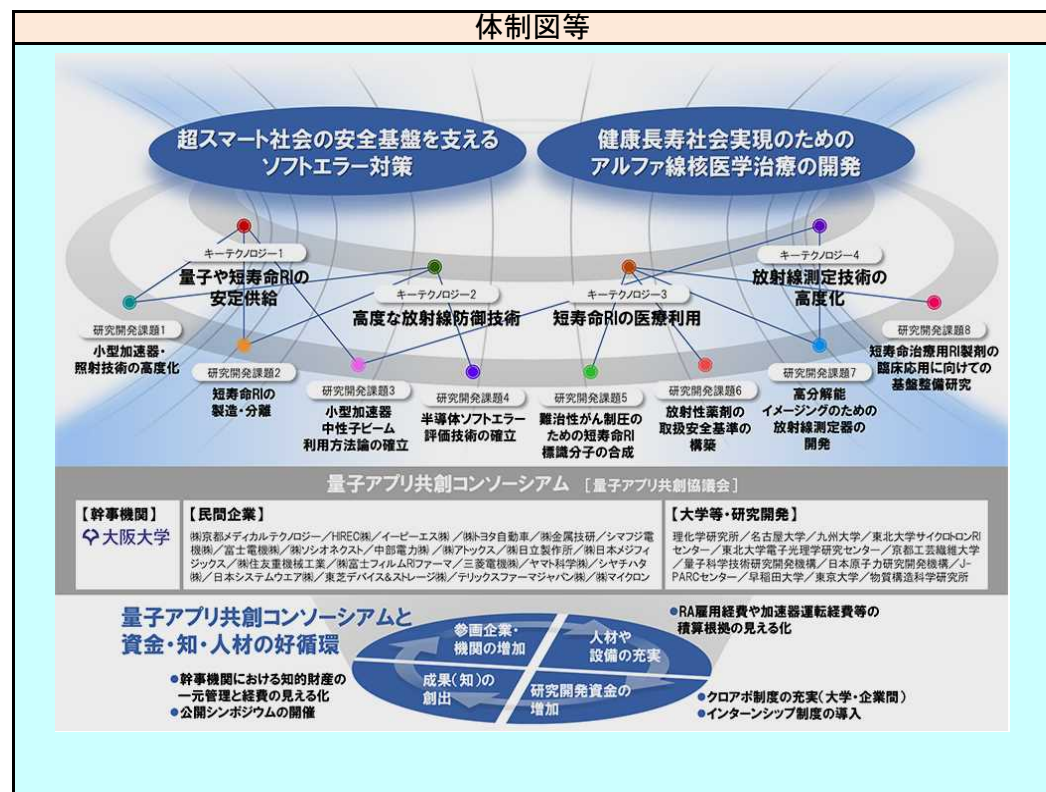 体制図等
超スマート社会の安全基盤を支える
ソフトエラー対策
健康長寿社会実現のための
アルファ線核医学治療の開発
キーテクノロジー1
量子や短寿命RIの
安定供給
キーテクノロジー2
高度な放射線防御技術
キーテクノロジー3
短寿命RIの医療利用
キーテクノロジー4
放射線測定技術の
高度化
研究開発課題1
小型加速器・
照射技術の高度化
研究開発課題2
短寿命RIの
製造・分離
研究開発課題3
小型加速器
中性子ビーム
利用方法論の確立
研究開発課題4
半導体ソフトエラー
評価技術の確立
研究開発課題5
難治性がん制圧の
ための短寿命RI
標識分子の合成
研究開発課題6
放射性薬剤の
取扱安全基準の
構築
研究開発課題7
高分解能
イメージングのための
放射線測定器の
開発
研究開発課題8
短寿命治療用RI製剤の
臨床応用に向けての
基盤整備研究
量子アプリ共創コンソーシアム [量子アプリ共創協議会]
【幹事機関】
大阪大学
【民間企業】
㈱京都メディカルテクノロジー/HIREC㈱/イーピーエス㈱/㈱トヨタ自動車/㈱金属技研/シマフジ電
機㈱/富士電機㈱/㈱ソシオネクスト/中部電力㈱/㈱アトックス/㈱日立製作所/㈱日本メジフィ
ジックス/㈱住友重機械工業/㈱富士フィルムRIファーマ/三菱電機㈱/ヤマト科学㈱/シヤチハタ
㈱/日本システムウエア㈱/東芝デバイス&ストレージ㈱/テリックスファーマジャパン㈱/㈱マイクロン
【大学等・研究開発】
理化学研究所/名古屋大学/九州大学/東北大学サイクロトロンRI
センター/東北大学電子光理学研究センター/京都工芸繊維大学
/量子科学技術研究開発機構/日本原子力研究開発機構/J-
PARCセンター/早稲田大学/東京大学/物質構造科学研究所
量子アプリ共創コンソーシアムと
資金・知・人材の好循環
●幹事機関における知的財産の
一元管理と経費の見える化
●公開シンポジウムの開催
参画企業・
機関の増加
人材や
設備の充実
成果(知)の
創出
研究開発資金の
増加
●RA雇用経費や加速器運転経費等の
積算根拠の見える化
●クロアポ制度の充実(大学・企業間)
●インターンシップ制度の導入